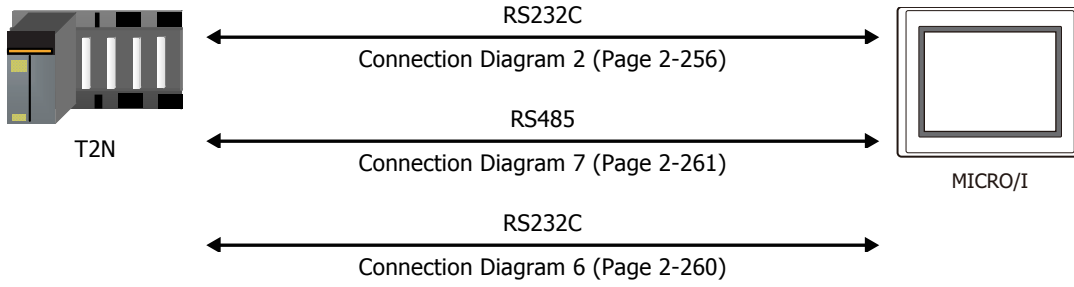 RS232C
Connection Diagram 2 (Page 2-256)
RS485
T2N
Connection Diagram 7 (Page 2-261)
MICRO/I
RS232C
Connection Diagram 6 (Page 2-260)